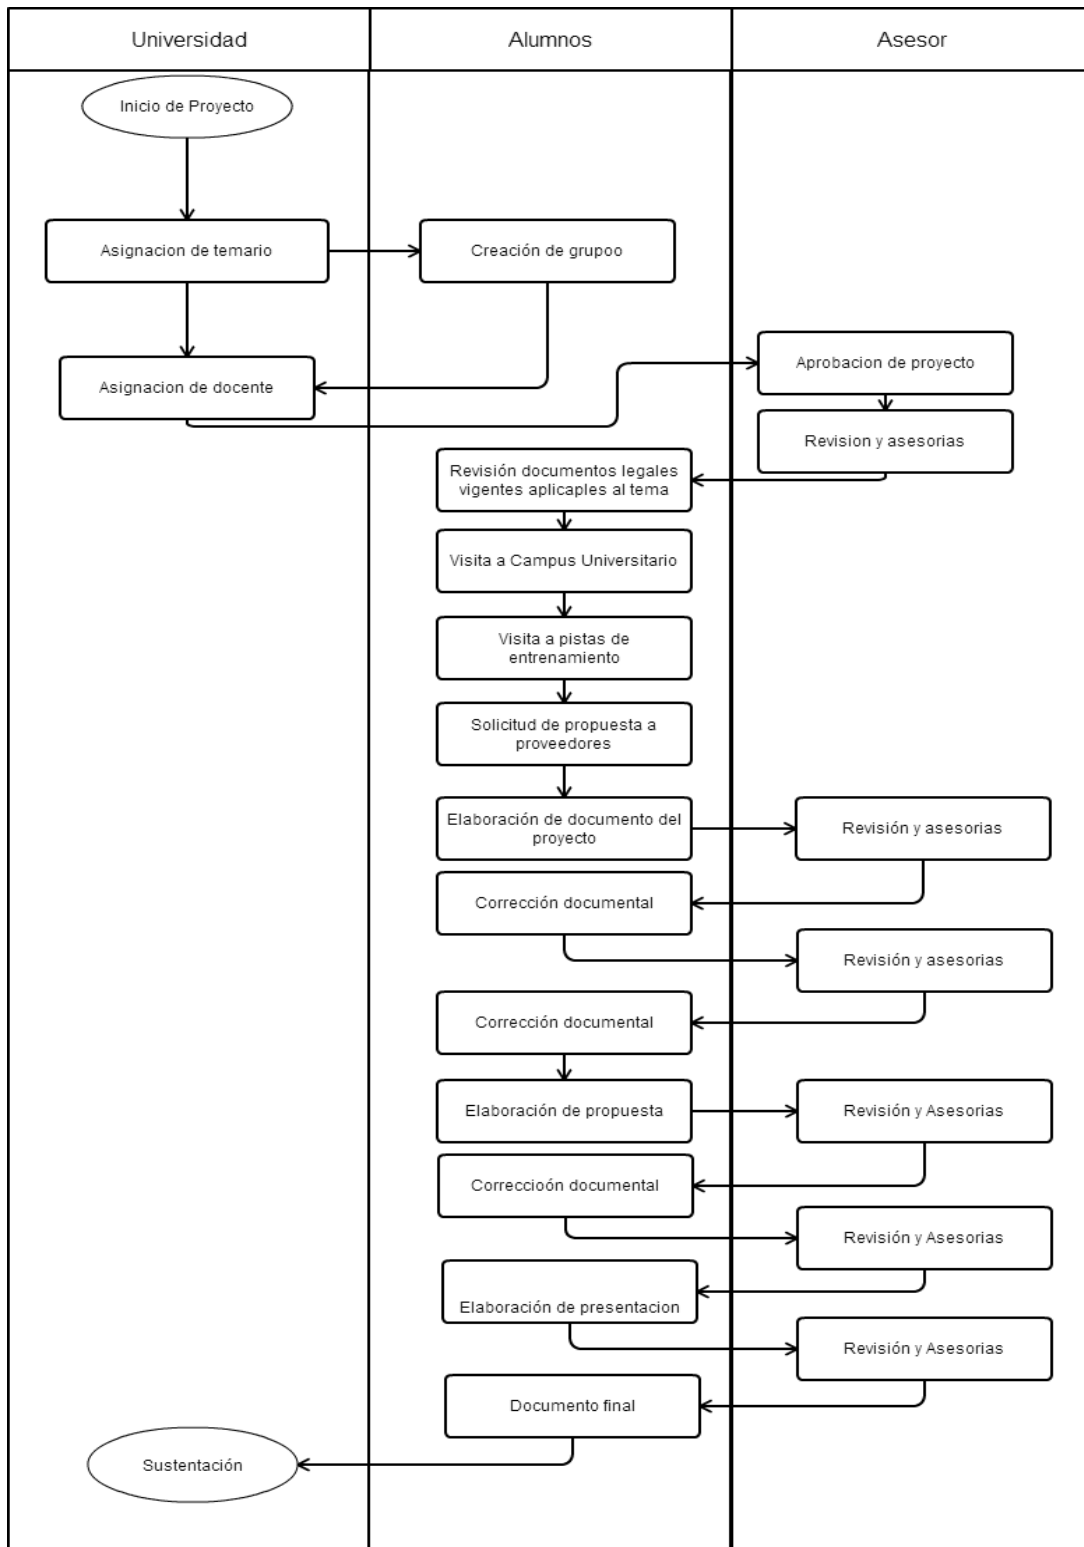 Universidad
Alumnos
Asesor
Inicio de Proyecto
Asignacion de temario
Creación de grupoo
Asignacion de docente
Aprobacion de proyecto
Revision y asesorias
Revisión documentos legales
vigentes aplicaples al tema
Visita a Campus Universitario
Visita a pistas de
entrenamiento
Solicitud de propuesta a
proveedores
Elaboración de documento del
proyecto
Revisión y asesorias
Corrección documental
Revisión y asesorias
Corrección documental
Elaboración de propuesta
Revisión y Asesorias
Correccioón documental
Revisión y Asesorias
Elaboración de presentacion
Revisión y Asesorias
Documento final
Sustentación